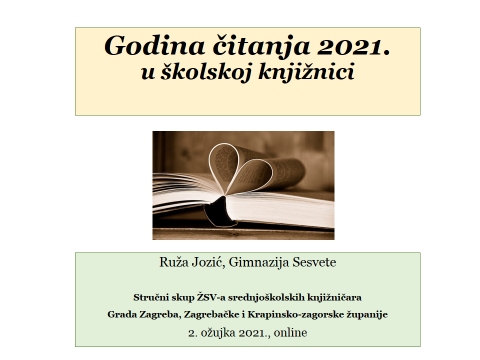 Godina čitanja 2021.
u školskoj knjižnici
Ruža Jozić, Gimnazija Sesvete
Stručni skup ŽSV-a srednjoškolskih knjižničara
Grada Zagreba, Zagrebačke i Krapinsko-zagorske županije
2. ožujka 2021., online